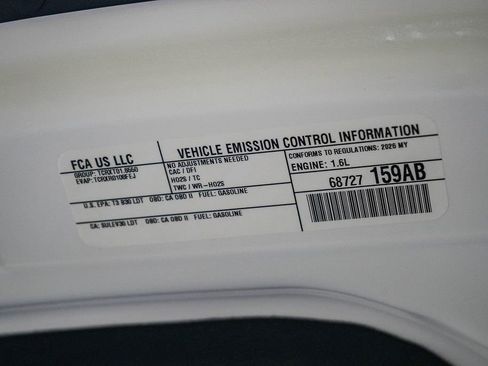 FCA US LLC
GROUP: TCRXT01.6550
EVAP: TCRXR0106FEJ
VEHICLE EMISSION CONTROL INFORMATION
NO ADJUSTMENTS NEEDED
CAC / DFI
HO2S / TC
TWC / WR-HO2S
CONFORMS TO REGULATIONS: 2026 MY
ENGINE: 1.6L
68727 159AB
U.S. EPA: T3 B30 LDT OBD: CA OBD II FUEL: GASOLINE
CA: SULEV30 LDT OBD: CA OBD II FUEL: GASOLINE